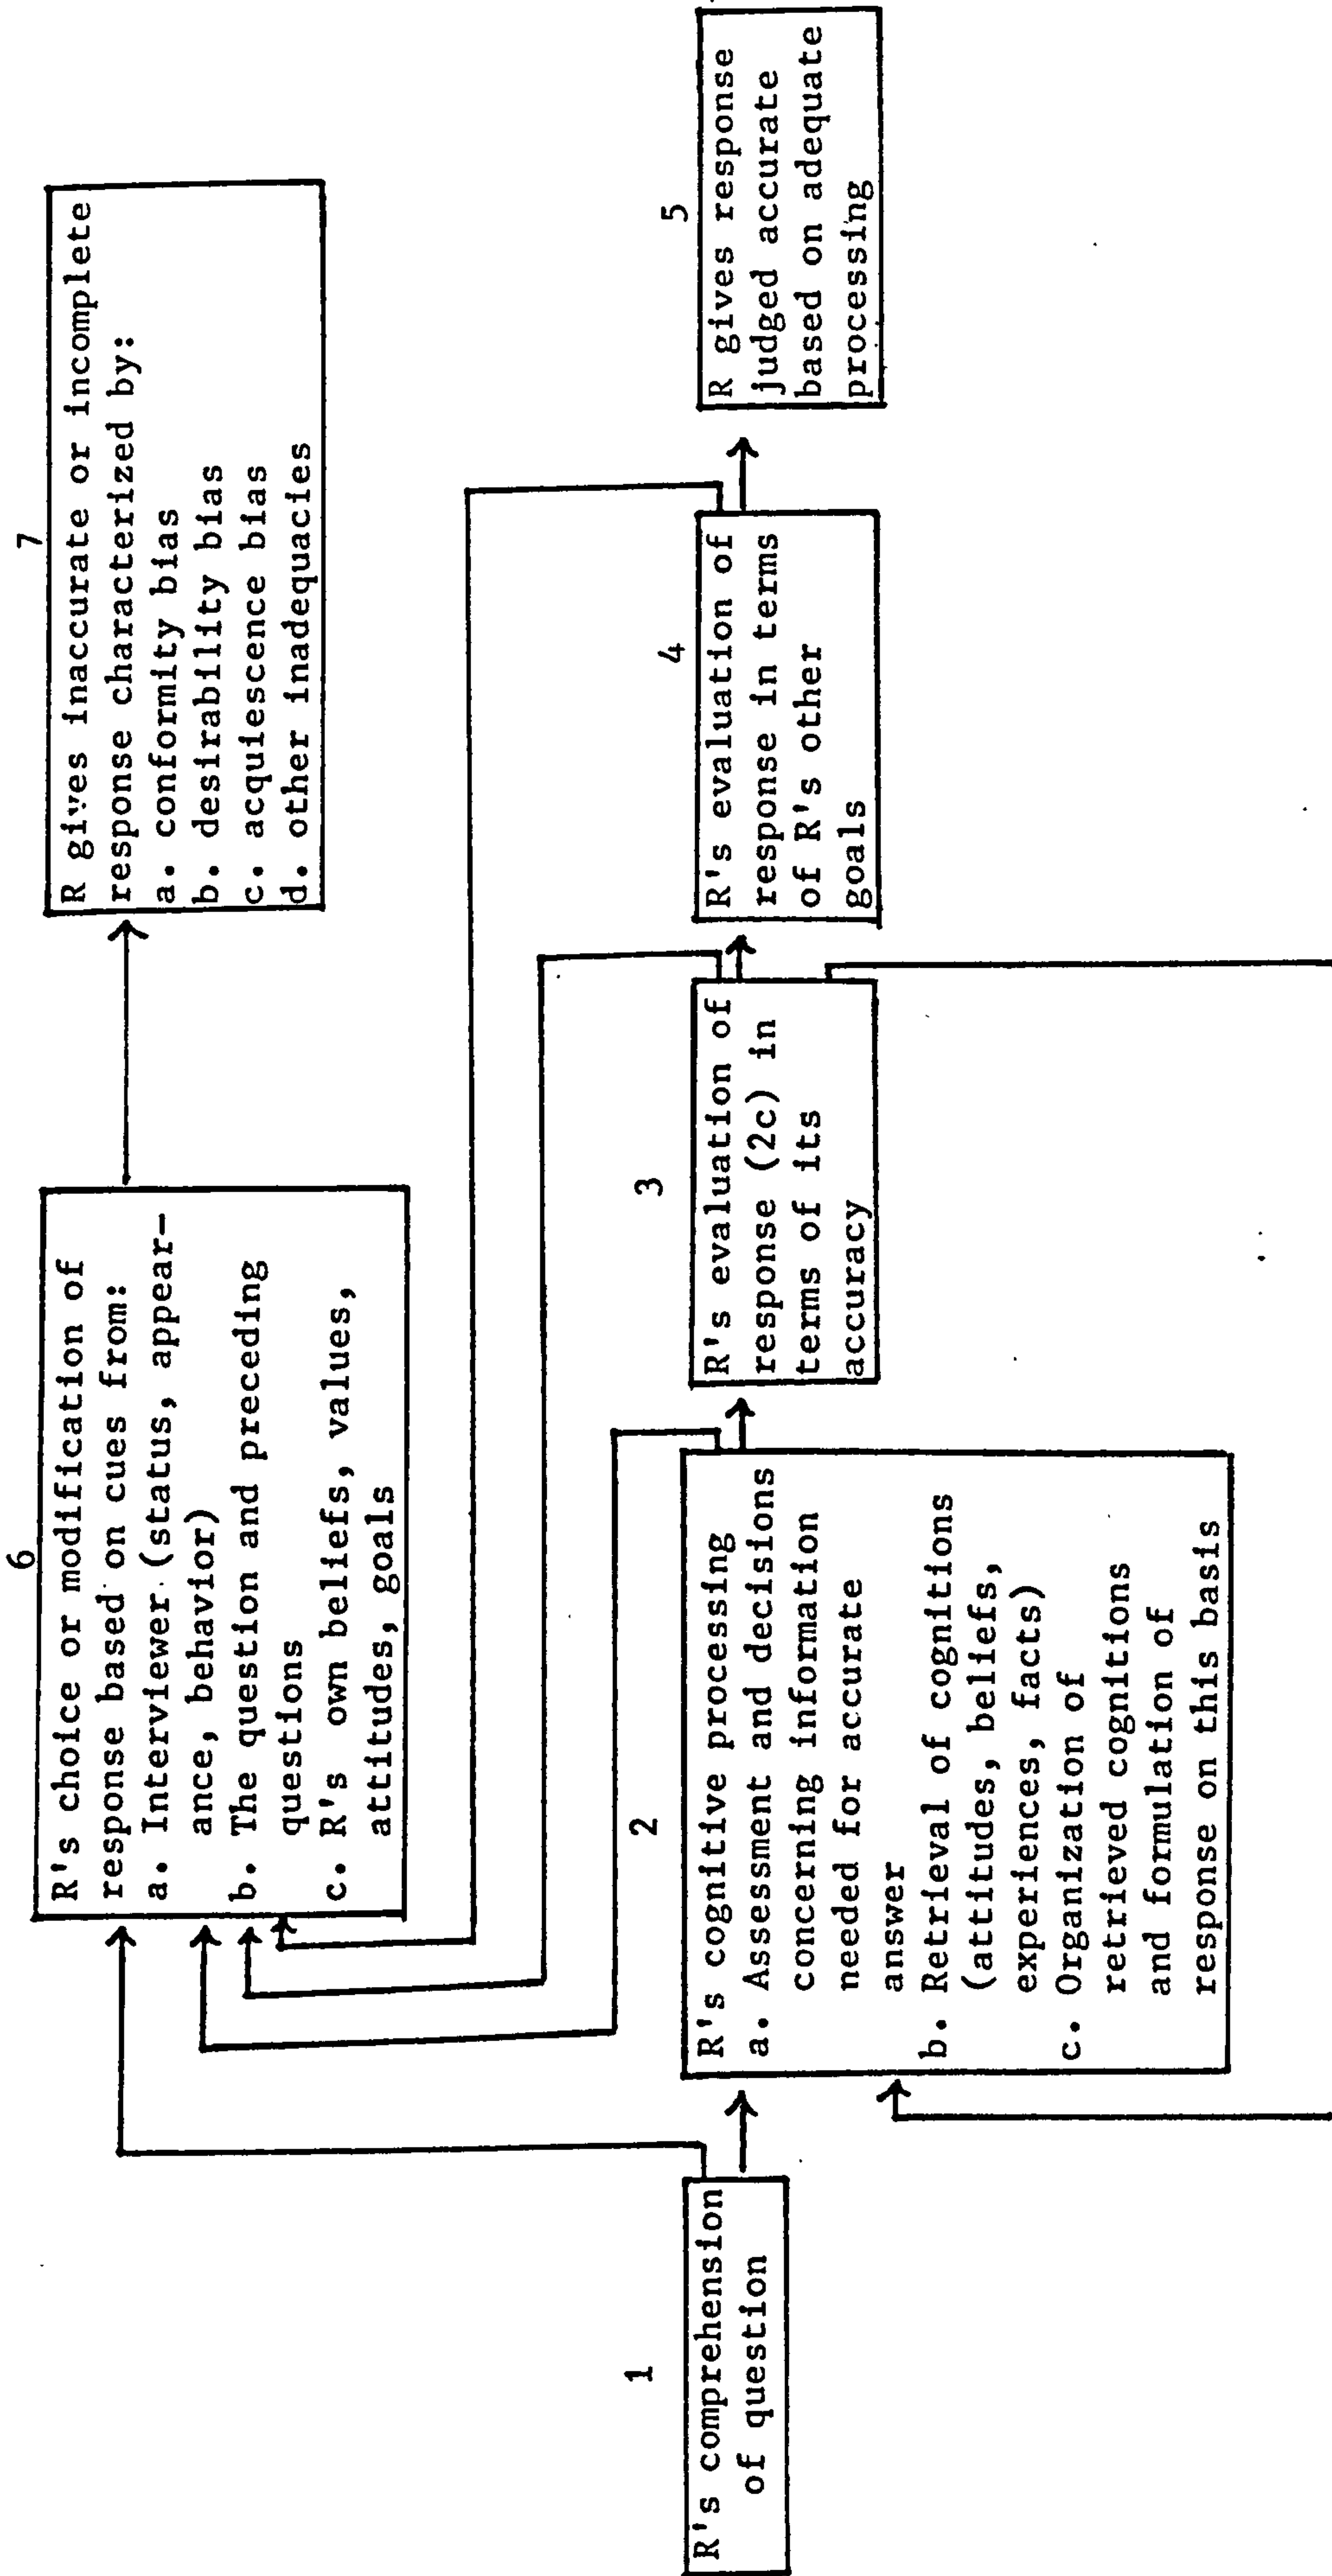 6
R's choice or modification of
response based on cues from:
a. Interviewer (status, appear-
ance, behavior)
b. The question and preceding
questions
c. R's own beliefs, values,
attitudes, goals
7
R gives inaccurate or incomplete
response characterized by:
a. conformity bias
b. desirability bias
c. acquiescence bias
d. other inadequacies
1
R's comprehension
of question
2
R's cognitive processing
a. Assessment and decisions
concerning information
needed for accurate
answer
b. Retrieval of cognitions
(attitudes, beliefs,
experiences, facts)
c. Organization of
retrieved cognitions
and formulation of
response on this basis
3
R's evaluation of
response (2c) in
terms of its
accuracy
4
R's evaluation of
response in terms
of R's other
goals
5
R gives response
judged accurate
based on adequate
processing